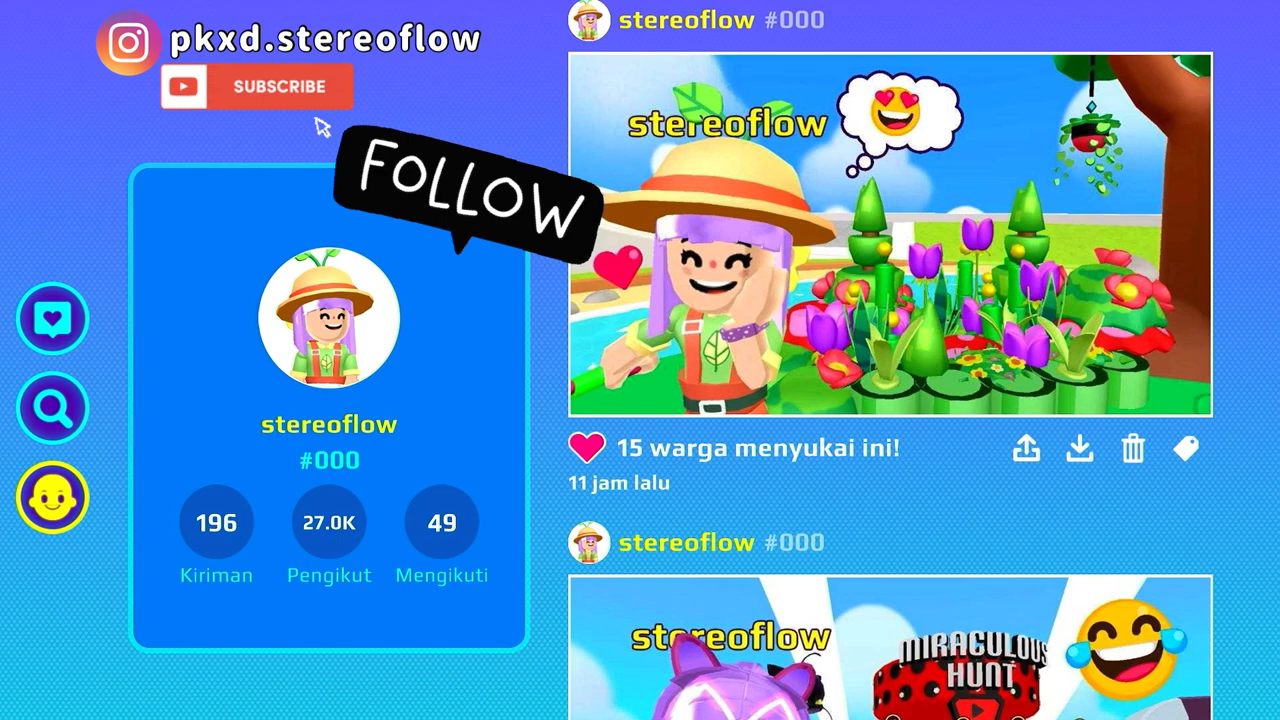 pkxd.stereoflow
SUBSCRIBE
FOLLOW
stereoflow
#000
196
27.0K
49
Kiriman
Pengikut
Mengikuti
stereoflow #000
stereoflow
15 warga menyukai ini!
11 jam lalu
stereoflow #000
stereoflow
MIRACULOUS
HUNT